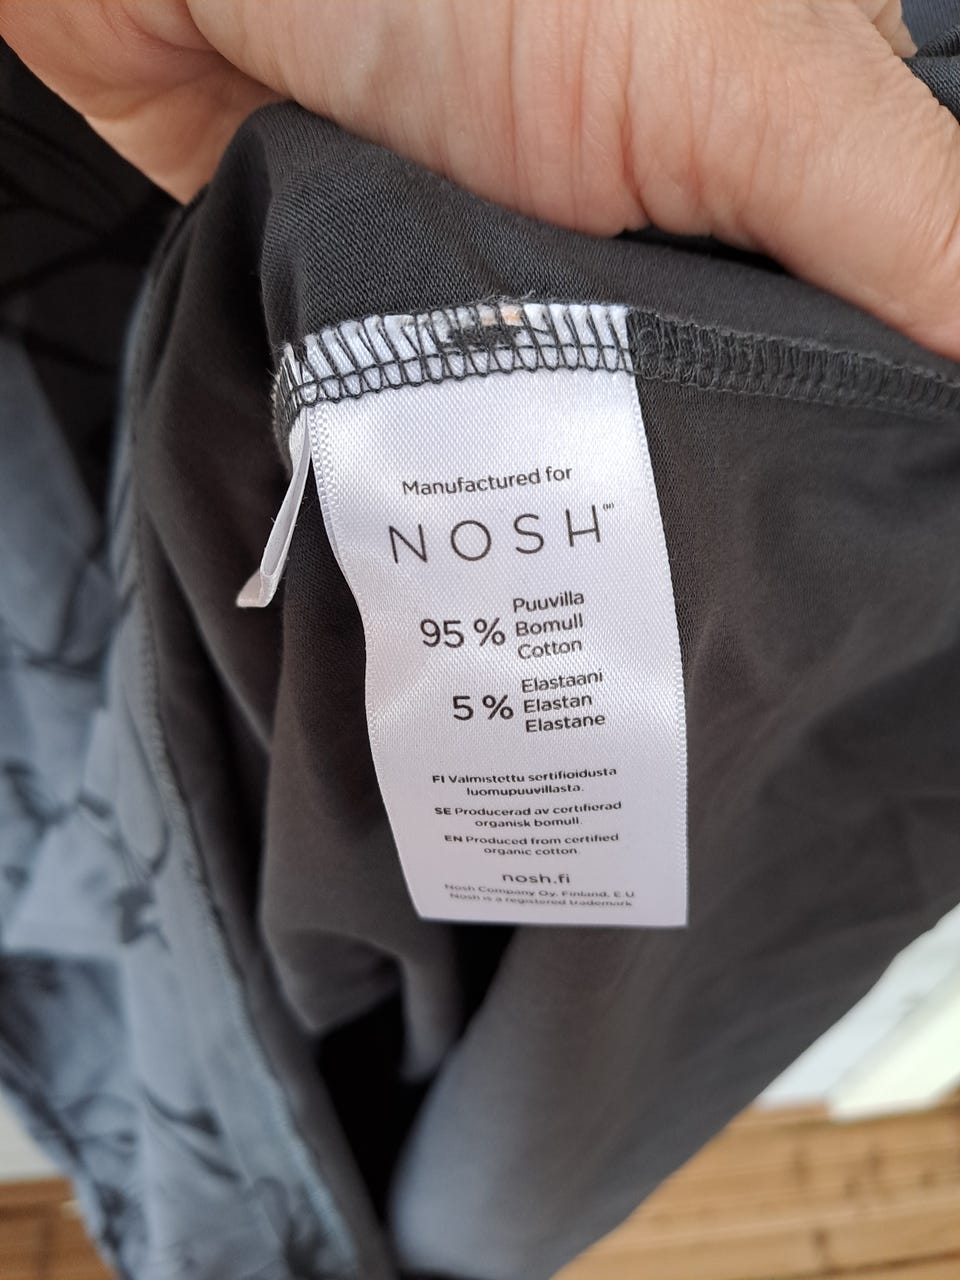 Manufactured for
NOSH
95 % Puuvilla
Bomull
Cotton
5 % Elastaani
Elastan
Elastane
FI Valmistettu sertifioidusta
luomupuuvillasta.
SE Producerad av certifierad
organisk bomull.
EN Produced from certified
organic cotton.
nosh.fi
Nosh Company Oy, Finland, E.U
Nosh is a registered trademark